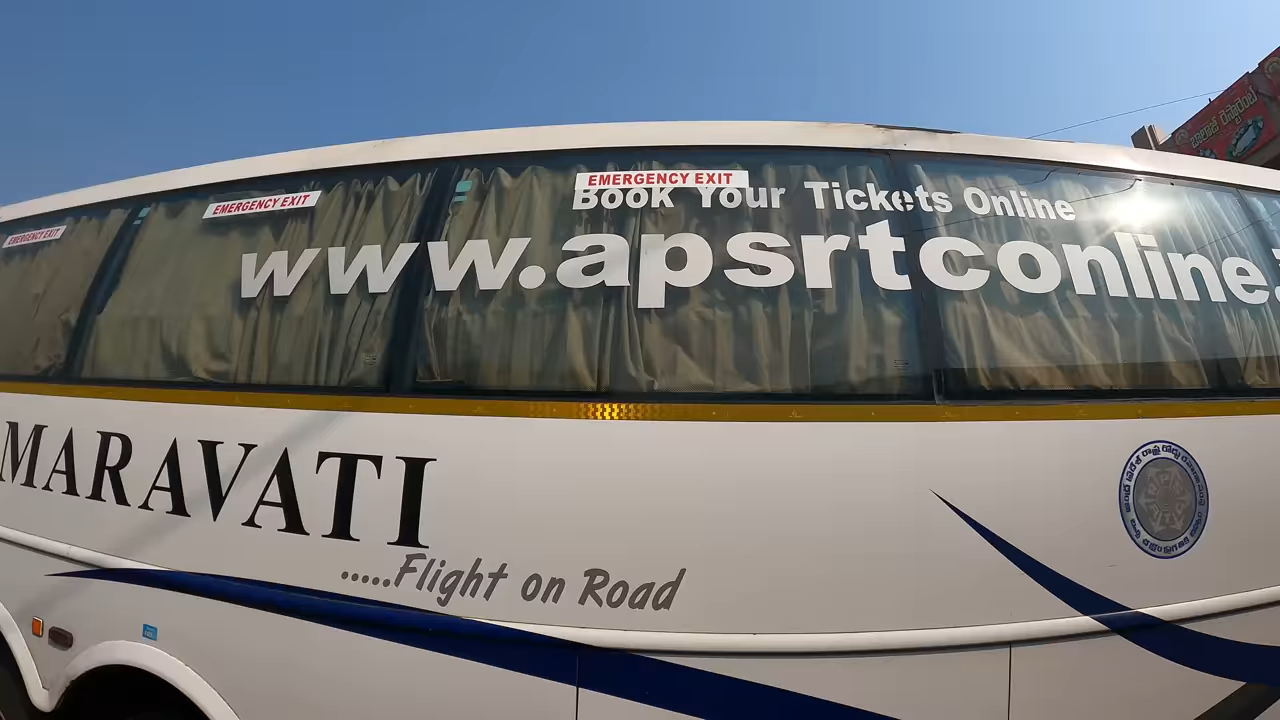 బాలాజీ రెస్టారెంట్
EMERGENCY EXIT
EMERGENCY EXIT
EMERGENCY EXIT
Book Your Tickets Online
www.apsrtconline.
MARAVATI
.....Flight on Road